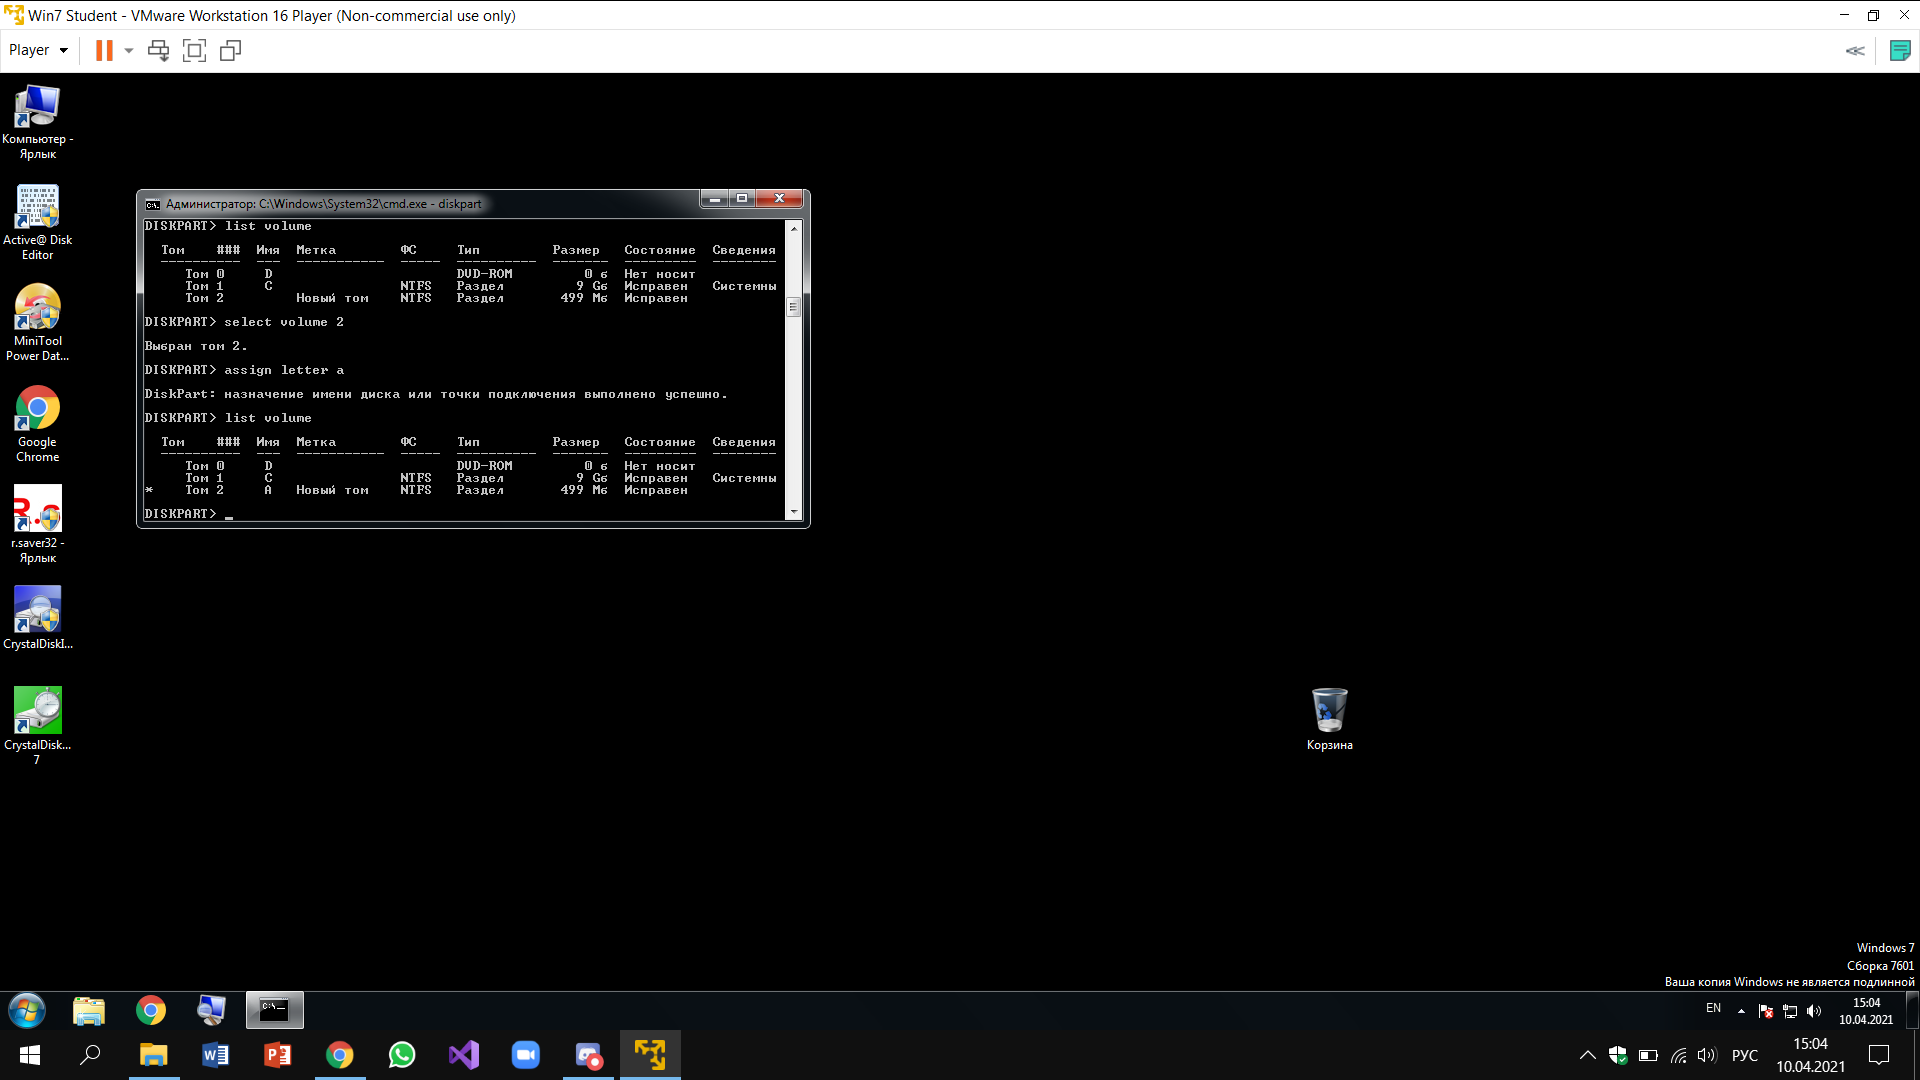 Win7 Student - VMware Workstation 16 Player (Non-commercial use only)
Player
Компьютер - Ярлык
Active@ Disk Editor
MiniTool Power Dat...
Google Chrome
r.saver32 - Ярлык
CrystalDiskI...
CrystalDisk... 7
Администратор: C:\Windows\System32\cmd.exe - diskpart
DISKPART> list volume
Том ### Имя Метка ФС Тип Размер Состояние Сведения
Том 0 D DVD-ROM 0 б Нет носит
Том 1 C NTFS Раздел 9 Gб Исправен Системны
Том 2 Новый том NTFS Раздел 499 Mб Исправен
DISKPART> select volume 2
Выбран том 2.
DISKPART> assign letter a
DiskPart: назначение имени диска или точки подключения выполнено успешно.
DISKPART> list volume
Том ### Имя Метка ФС Тип Размер Состояние Сведения
Том 0 D DVD-ROM 0 б Нет носит
Том 1 C NTFS Раздел 9 Gб Исправен Системны
* Том 2 A Новый том NTFS Раздел 499 Mб Исправен
DISKPART> _
Корзина
Windows 7
Сборка 7601
Ваша копия Windows не является подлинной
EN
15:04
10.04.2021
РУС
15:04
10.04.2021